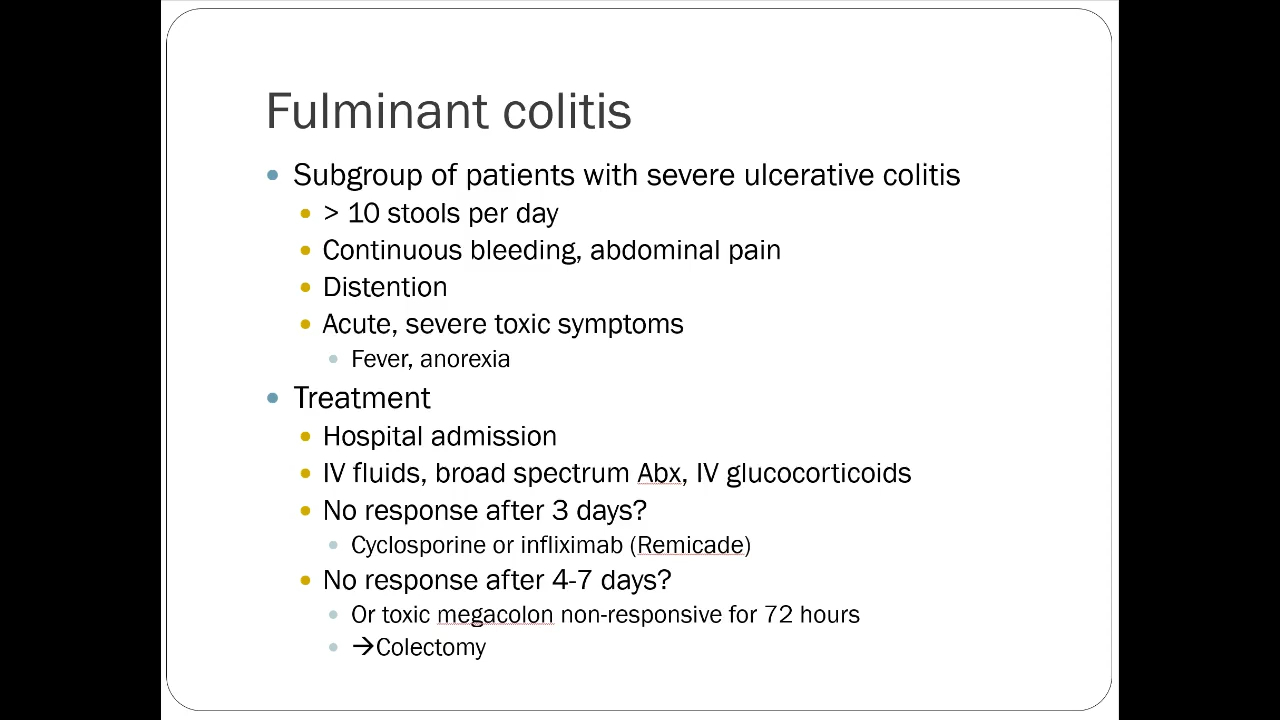 Fulminant colitis
• Subgroup of patients with severe ulcerative colitis
• > 10 stools per day
• Continuous bleeding, abdominal pain
• Distention
• Acute, severe toxic symptoms
• Fever, anorexia
• Treatment
• Hospital admission
• IV fluids, broad spectrum Abx, IV glucocorticoids
• No response after 3 days?
• Cyclosporine or infliximab (Remicade)
• No response after 4-7 days?
• Or toxic megacolon non-responsive for 72 hours
• →Colectomy